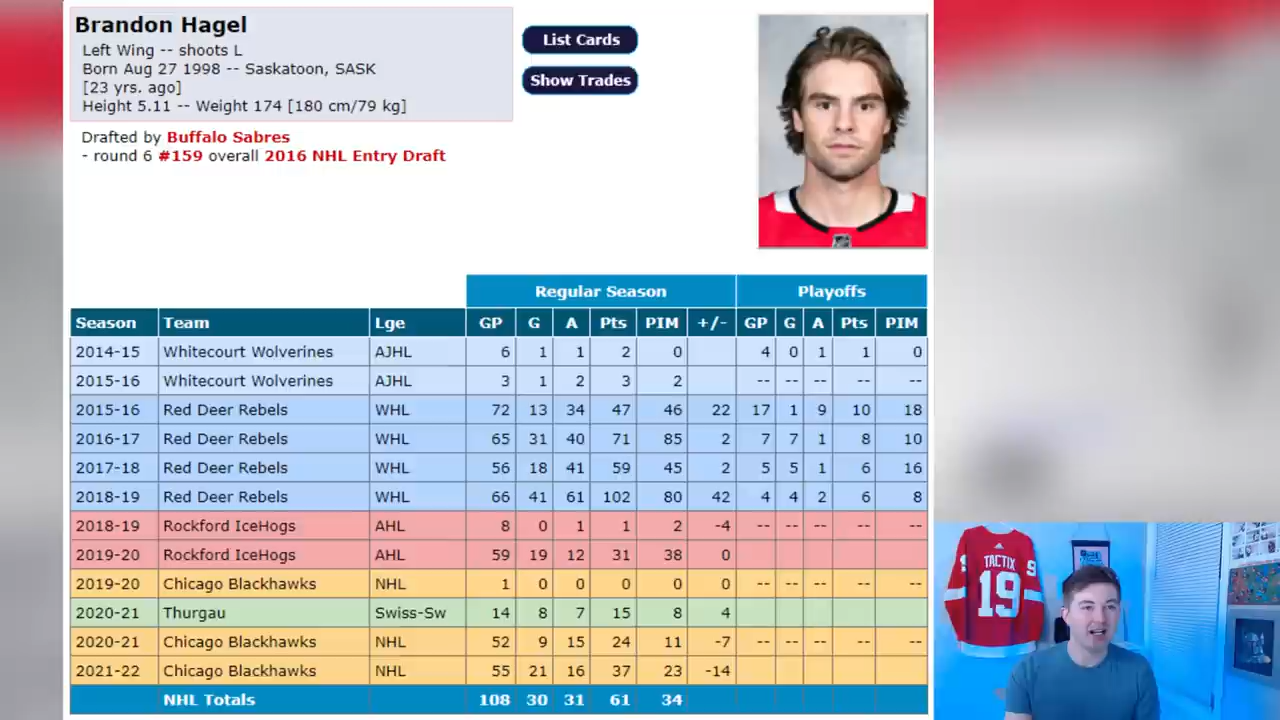 Brandon Hagel
Left Wing -- shoots L
Born Aug 27 1998 -- Saskatoon, SASK
[23 yrs. ago]
Height 5.11 -- Weight 174 [180 cm/79 kg]
List Cards
Show Trades
Drafted by Buffalo Sabres
- round 6 #159 overall 2016 NHL Entry Draft
Regular Season Playoffs
Season Team Lge GP G A Pts PIM +/- GP G A Pts PIM
2014-15 Whitecourt Wolverines AJHL 6 1 1 2 0 4 0 1 1 0
2015-16 Whitecourt Wolverines AJHL 3 1 2 3 2 -- -- -- -- --
2015-16 Red Deer Rebels WHL 72 13 34 47 46 22 17 1 9 10 18
2016-17 Red Deer Rebels WHL 65 31 40 71 85 2 7 7 1 8 10
2017-18 Red Deer Rebels WHL 56 18 41 59 45 2 5 5 1 6 16
2018-19 Red Deer Rebels WHL 66 41 61 102 80 42 4 4 2 6 8
2018-19 Rockford IceHogs AHL 8 0 1 1 2 -4 -- -- -- -- --
2019-20 Rockford IceHogs AHL 59 19 12 31 38 0
2019-20 Chicago Blackhawks NHL 1 0 0 0 0 0 -- -- -- -- --
2020-21 Thurgau Swiss-Sw 14 8 7 15 8 4
2020-21 Chicago Blackhawks NHL 52 9 15 24 11 -7 -- -- -- -- --
2021-22 Chicago Blackhawks NHL 55 21 16 37 23 -14
NHL Totals 108 30 31 61 34
TACTIX
19
9